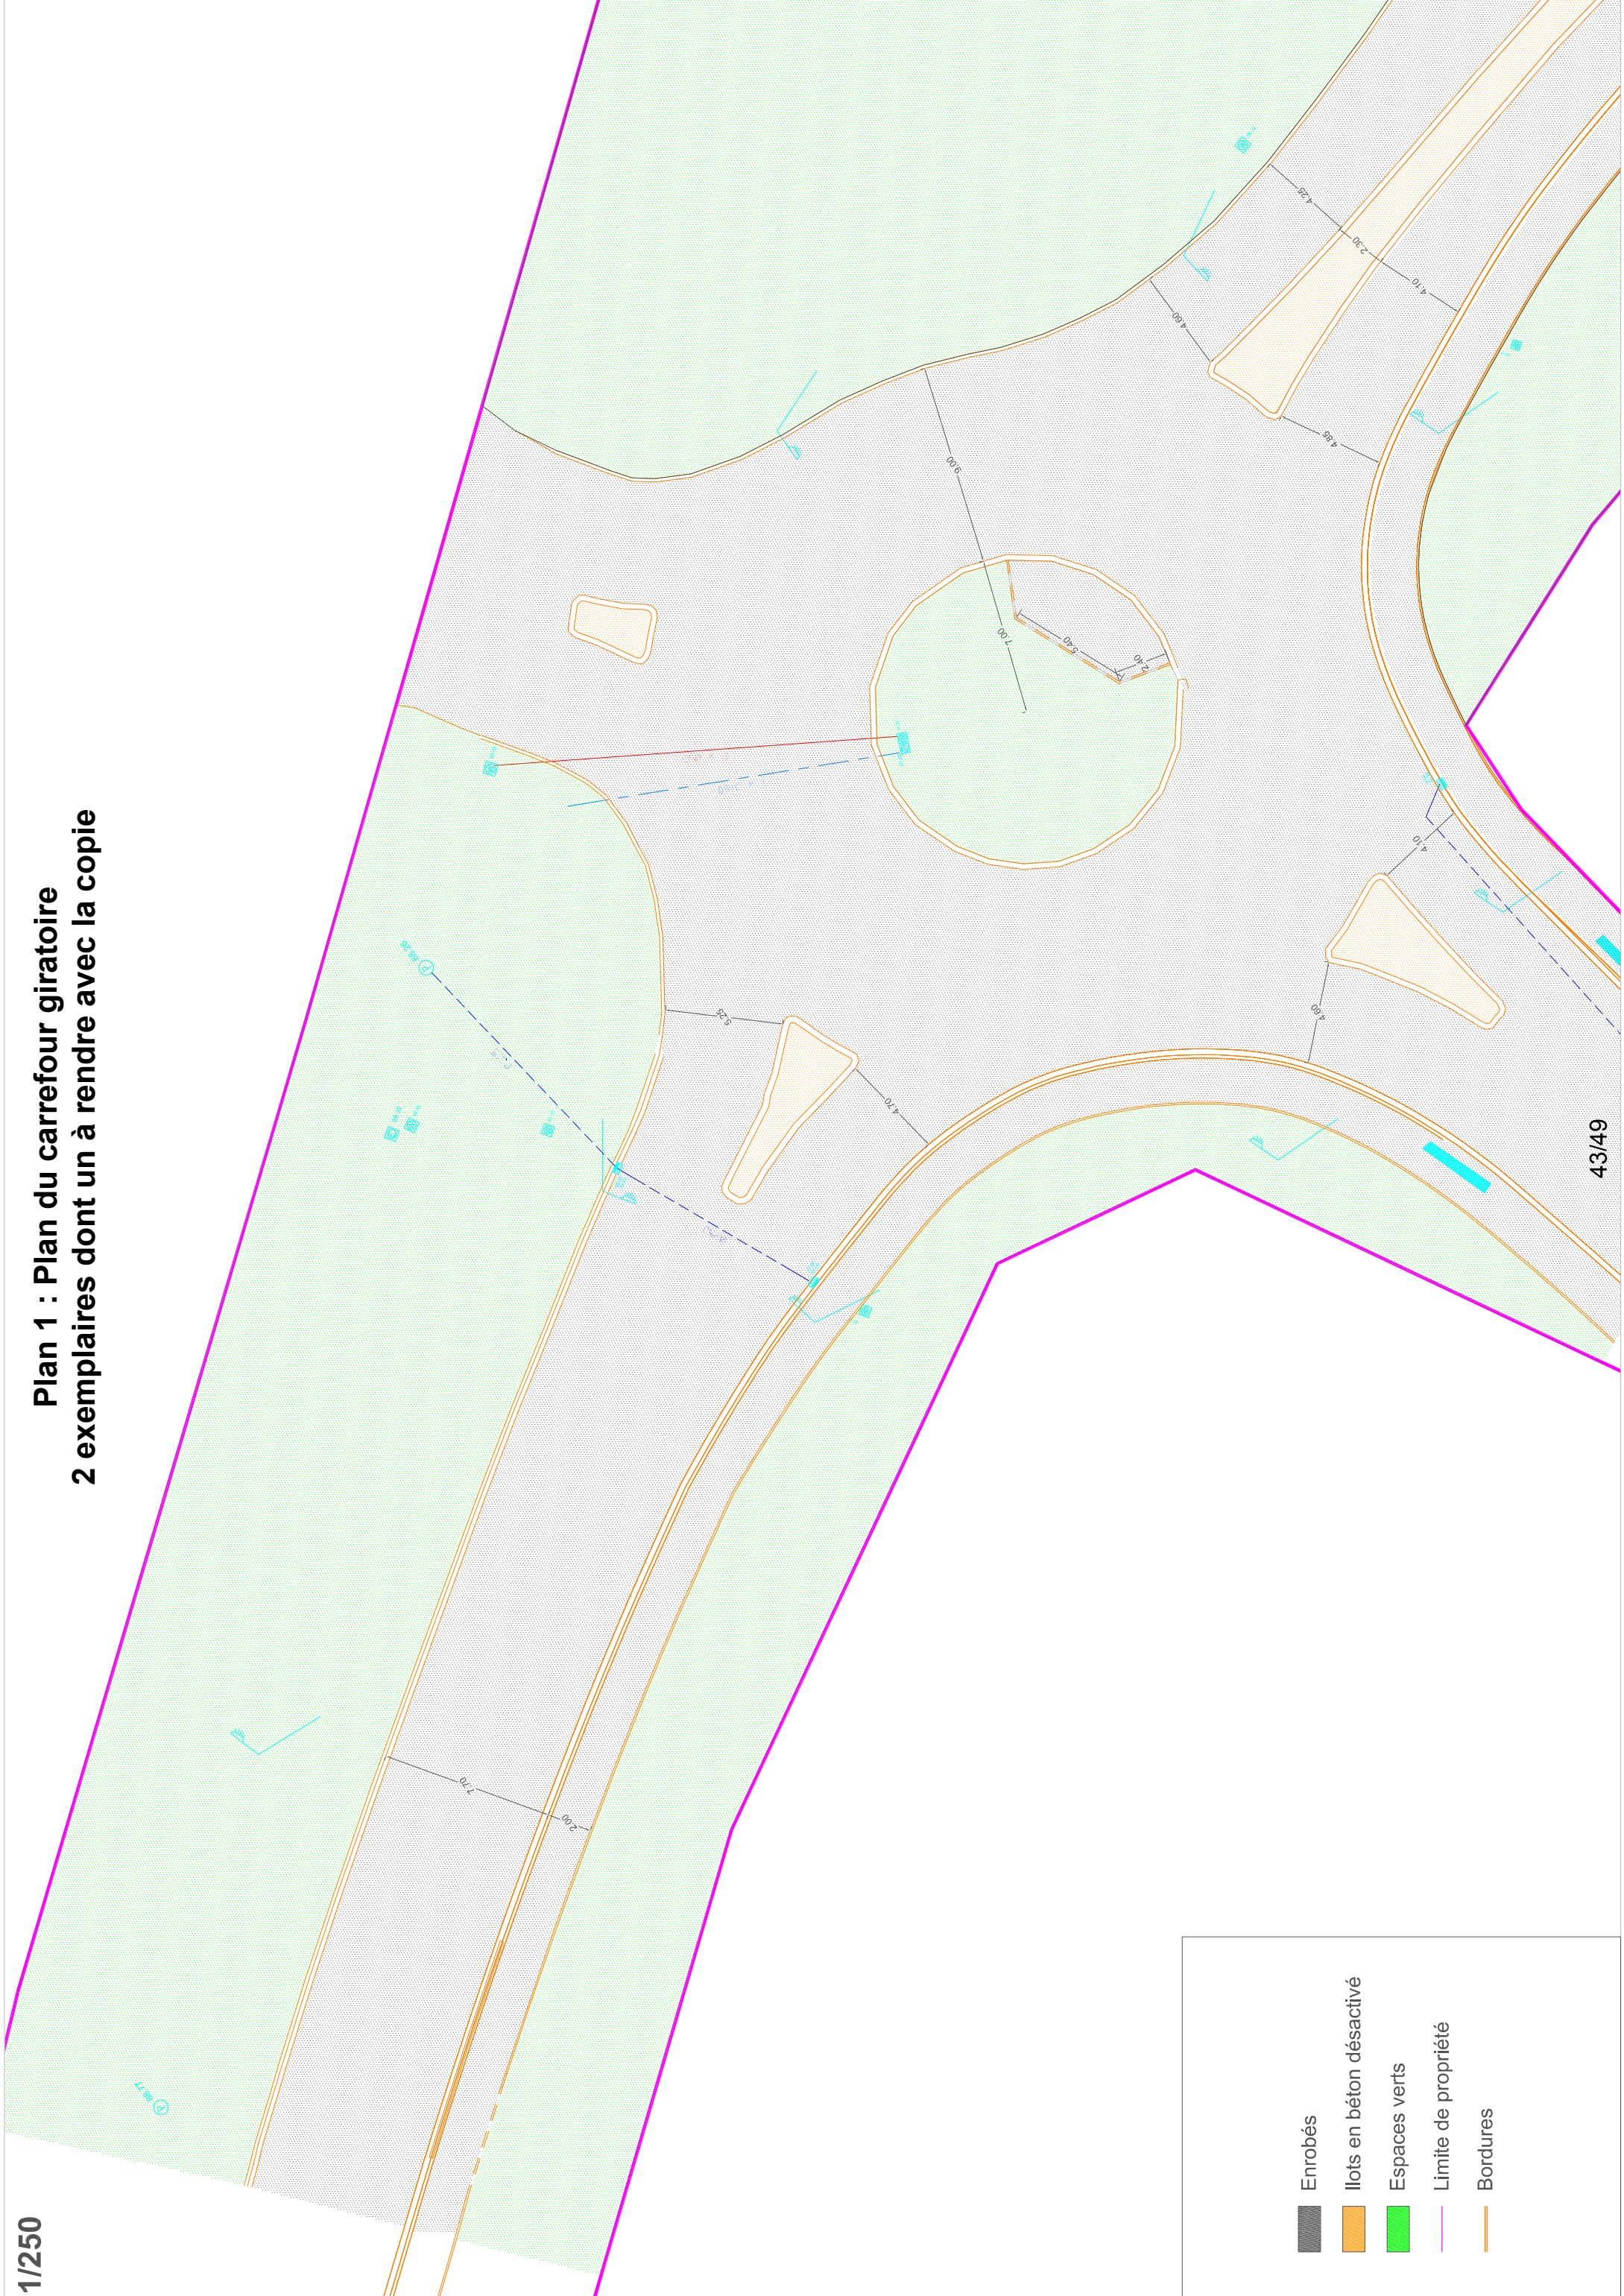 Plan 1 : Plan du carrefour giratoire
2 exemplaires dont un à rendre avec la copie
1/250
4.25
2.30
4.10
4.60
4.85
9.00
7.00
5.40
2.40
4.10
4.60
5.25
4.70
7.70
2.00
Enrobés
Ilots en béton désactivé
Espaces verts
Limite de propriété
Bordures
43/49